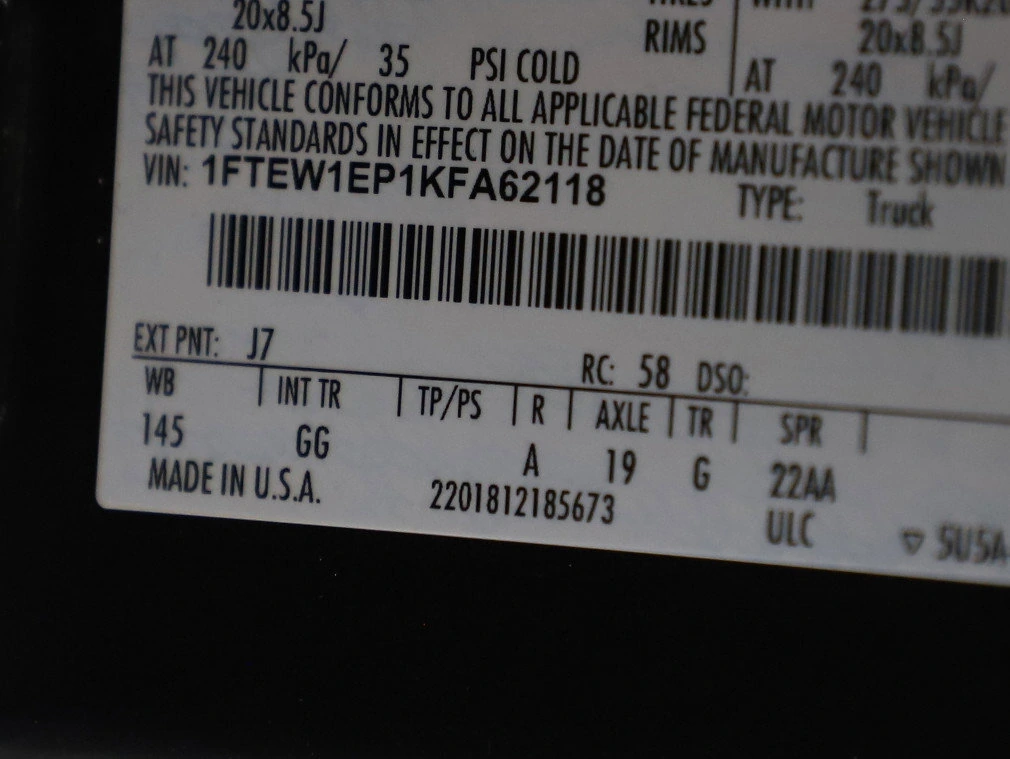 20x8.5J
RIMS 20x8.5J
AT 240 kPa/ 35 PSI COLD AT 240 kPa/
THIS VEHICLE CONFORMS TO ALL APPLICABLE FEDERAL MOTOR VEHICLE
SAFETY STANDARDS IN EFFECT ON THE DATE OF MANUFACTURE SHOWN
VIN: 1FTEW1EP1KFA62118 TYPE: Truck
EXT PNT: J7 RC: 58 DSO:
WB INT TR TP/PS R AXLE TR SPR
145 GG A 19 G 22AA
MADE IN U.S.A. 2201812185673 ULC
▽ 5U5A